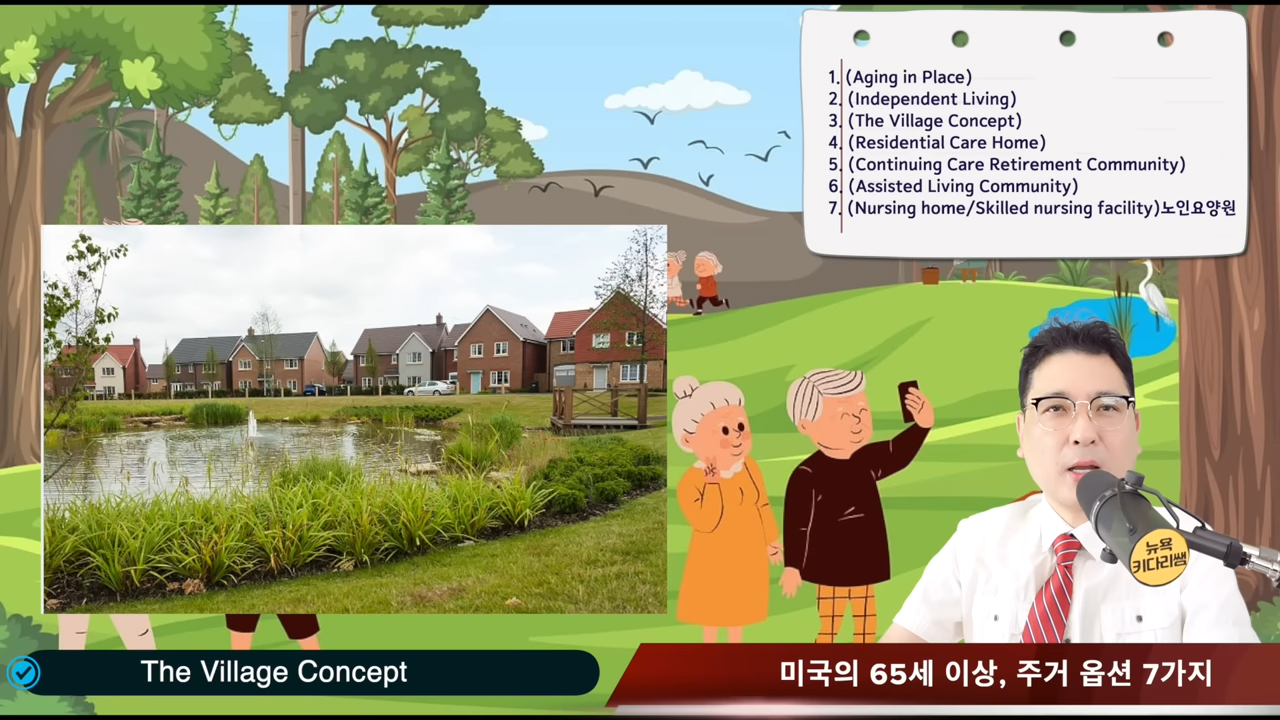 1. (Aging in Place)
2. (Independent Living)
3. (The Village Concept)
4. (Residential Care Home)
5. (Continuing Care Retirement Community)
6. (Assisted Living Community)
7. (Nursing home/Skilled nursing facility)노인요양원
뉴욕
키다리쌤
The Village Concept
미국의 65세 이상, 주거 옵션 7가지